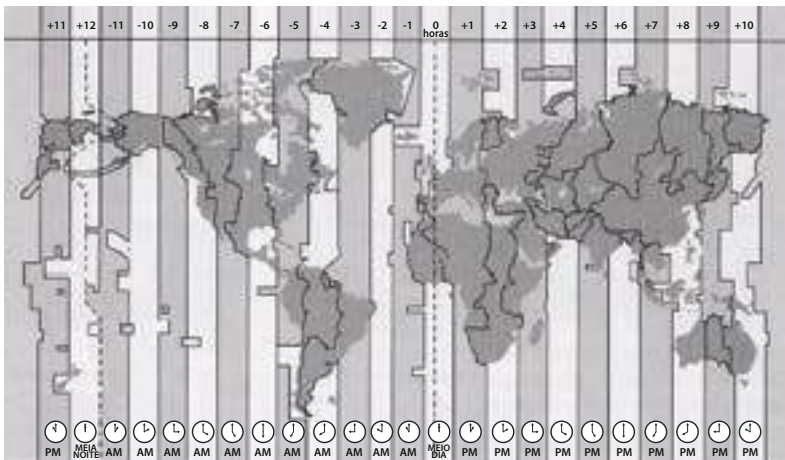 +11 +12 -11 -10 -9 -8 -7 -6 -5 -4 -3 -2 -1 0 +1 +2 +3 +4 +5 +6 +7 +8 +9 +10
horas
PM MEIA NOITE AM AM AM AM AM AM AM AM AM AM AM MEIO DIA PM PM PM PM PM PM PM PM PM PM